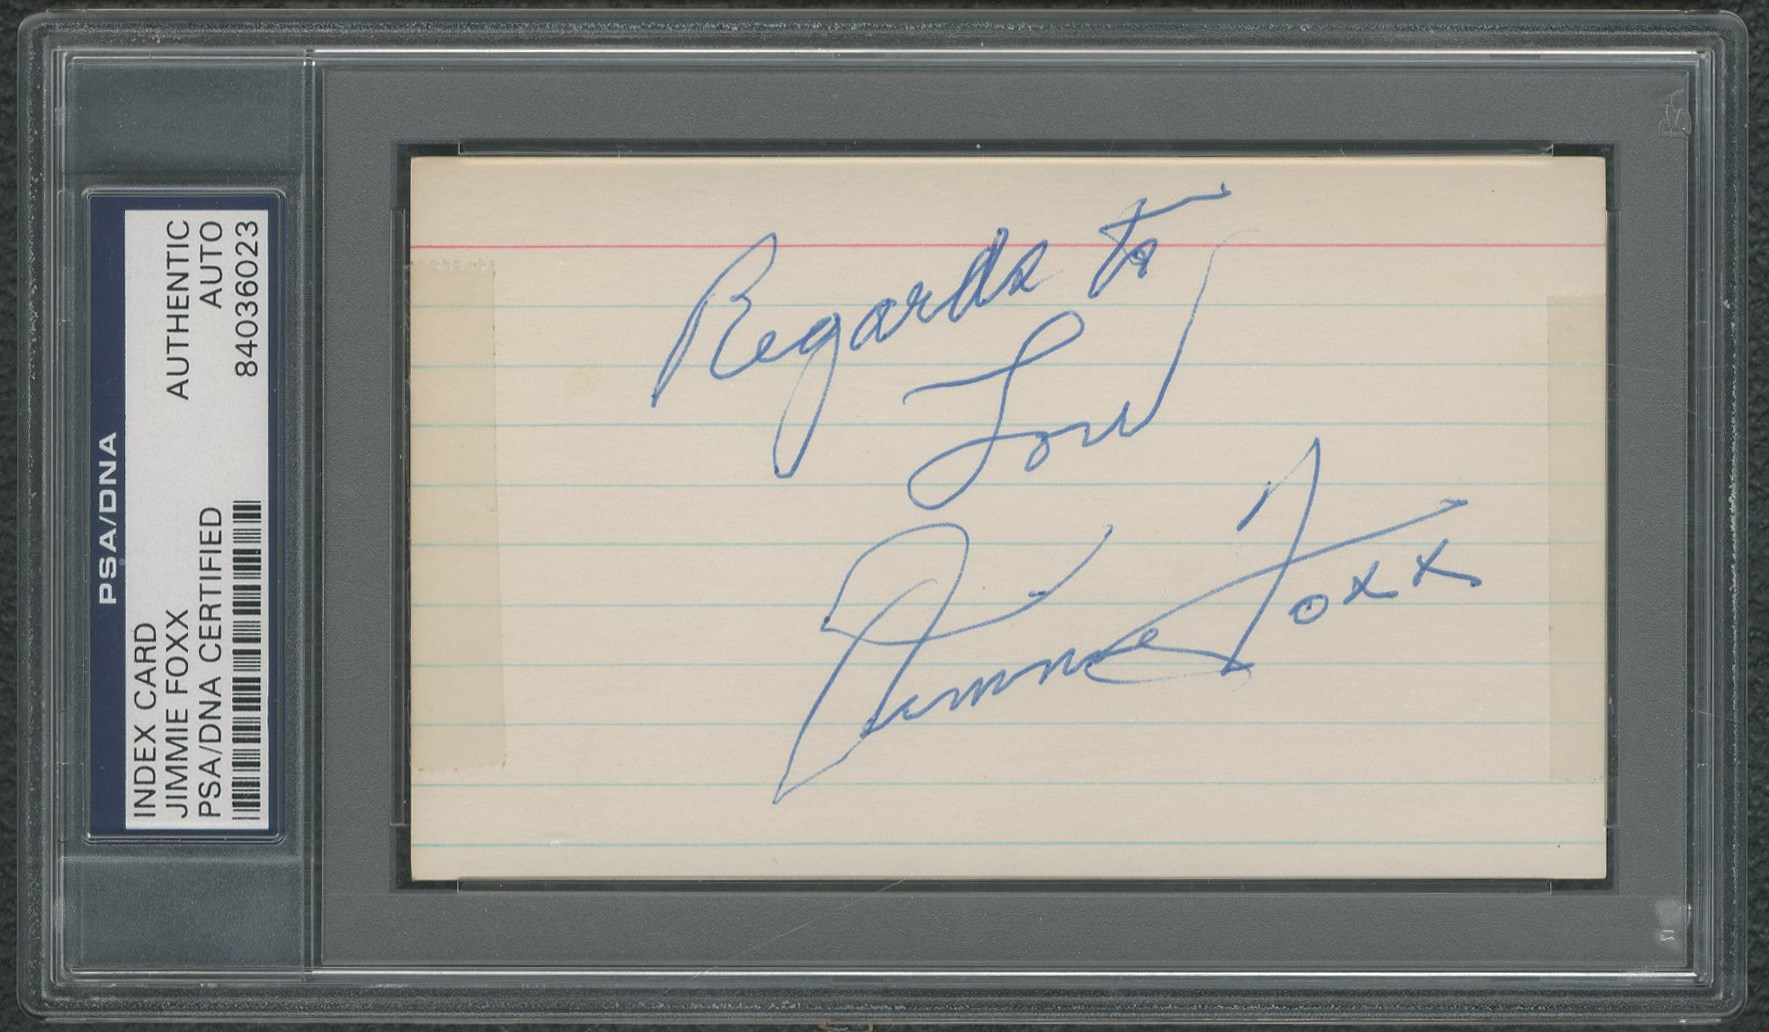 PSA/DNA
INDEX CARD AUTHENTIC
JIMMIE FOXX AUTO
PSA/DNA CERTIFIED 84036023
Regards to
Lou
Jimmie Foxx